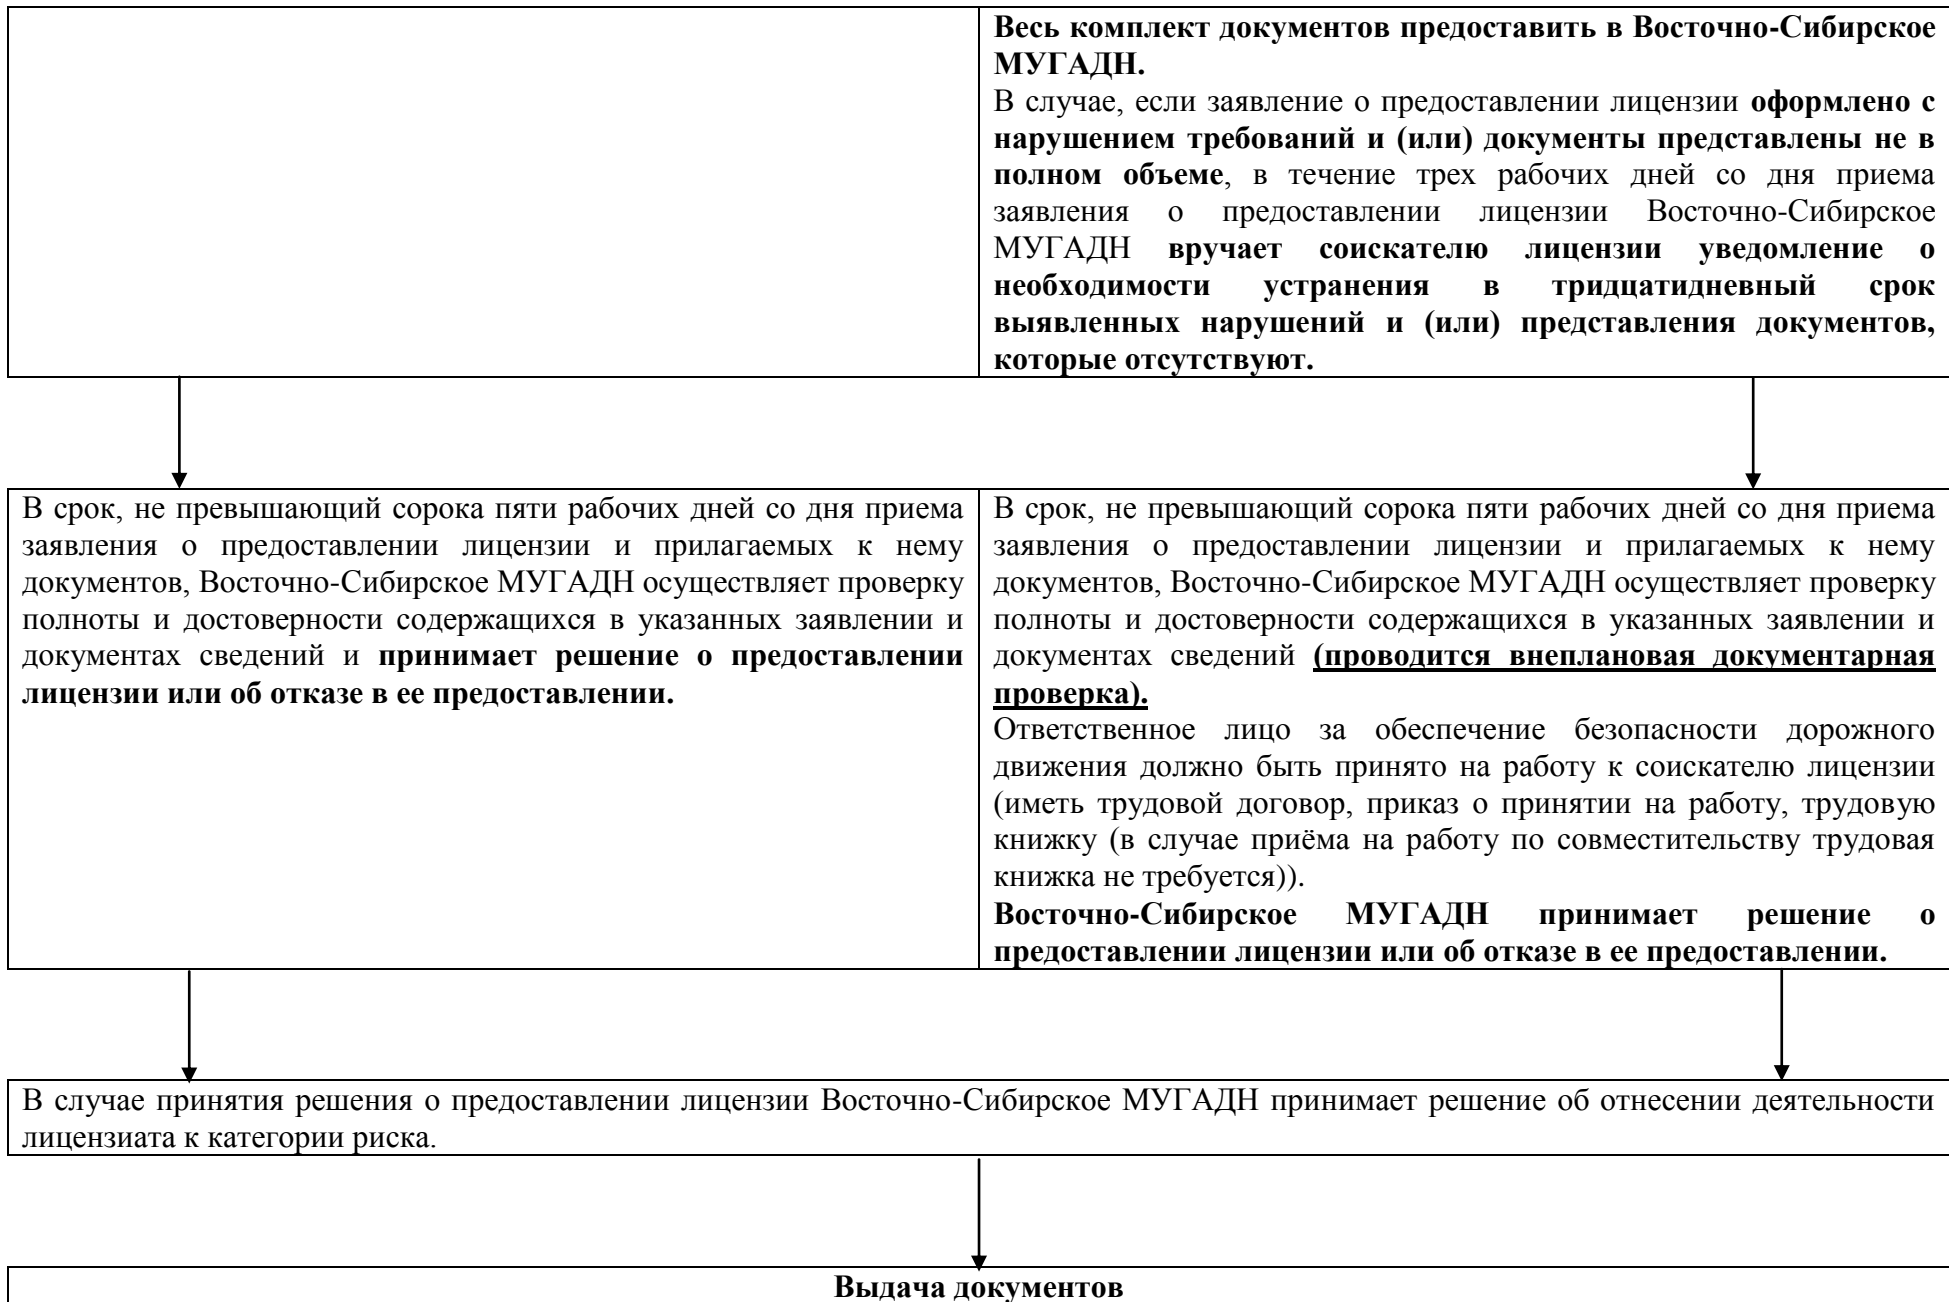 Весь комплект документов предоставить в Восточно-Сибирское
МУГАДН.
В случае, если заявление о предоставлении лицензии оформлено с
нарушением требований и (или) документы представлены не в
полном объеме, в течение трех рабочих дней со дня приема
заявления о предоставлении лицензии Восточно-Сибирское
МУГАДН вручает соискателю лицензии уведомление о
необходимости устранения в тридцатидневный срок
выявленных нарушений и (или) представления документов,
которые отсутствуют.
В срок, не превышающий сорока пяти рабочих дней со дня приема
заявления о предоставлении лицензии и прилагаемых к нему
документов, Восточно-Сибирское МУГАДН осуществляет проверку
полноты и достоверности содержащихся в указанных заявлении и
документах сведений и принимает решение о предоставлении
лицензии или об отказе в ее предоставлении.
В срок, не превышающий сорока пяти рабочих дней со дня приема
заявления о предоставлении лицензии и прилагаемых к нему
документов, Восточно-Сибирское МУГАДН осуществляет проверку
полноты и достоверности содержащихся в указанных заявлении и
документах сведений (проводится внеплановая документарная
проверка).
Ответственное лицо за обеспечение безопасности дорожного
движения должно быть принято на работу к соискателю лицензии
(иметь трудовой договор, приказ о принятии на работу, трудовую
книжку (в случае приёма на работу по совместительству трудовая
книжка не требуется)).
Восточно-Сибирское МУГАДН принимает решение о
предоставлении лицензии или об отказе в ее предоставлении.
В случае принятия решения о предоставлении лицензии Восточно-Сибирское МУГАДН принимает решение об отнесении деятельности
лицензиата к категории риска.
Выдача документов